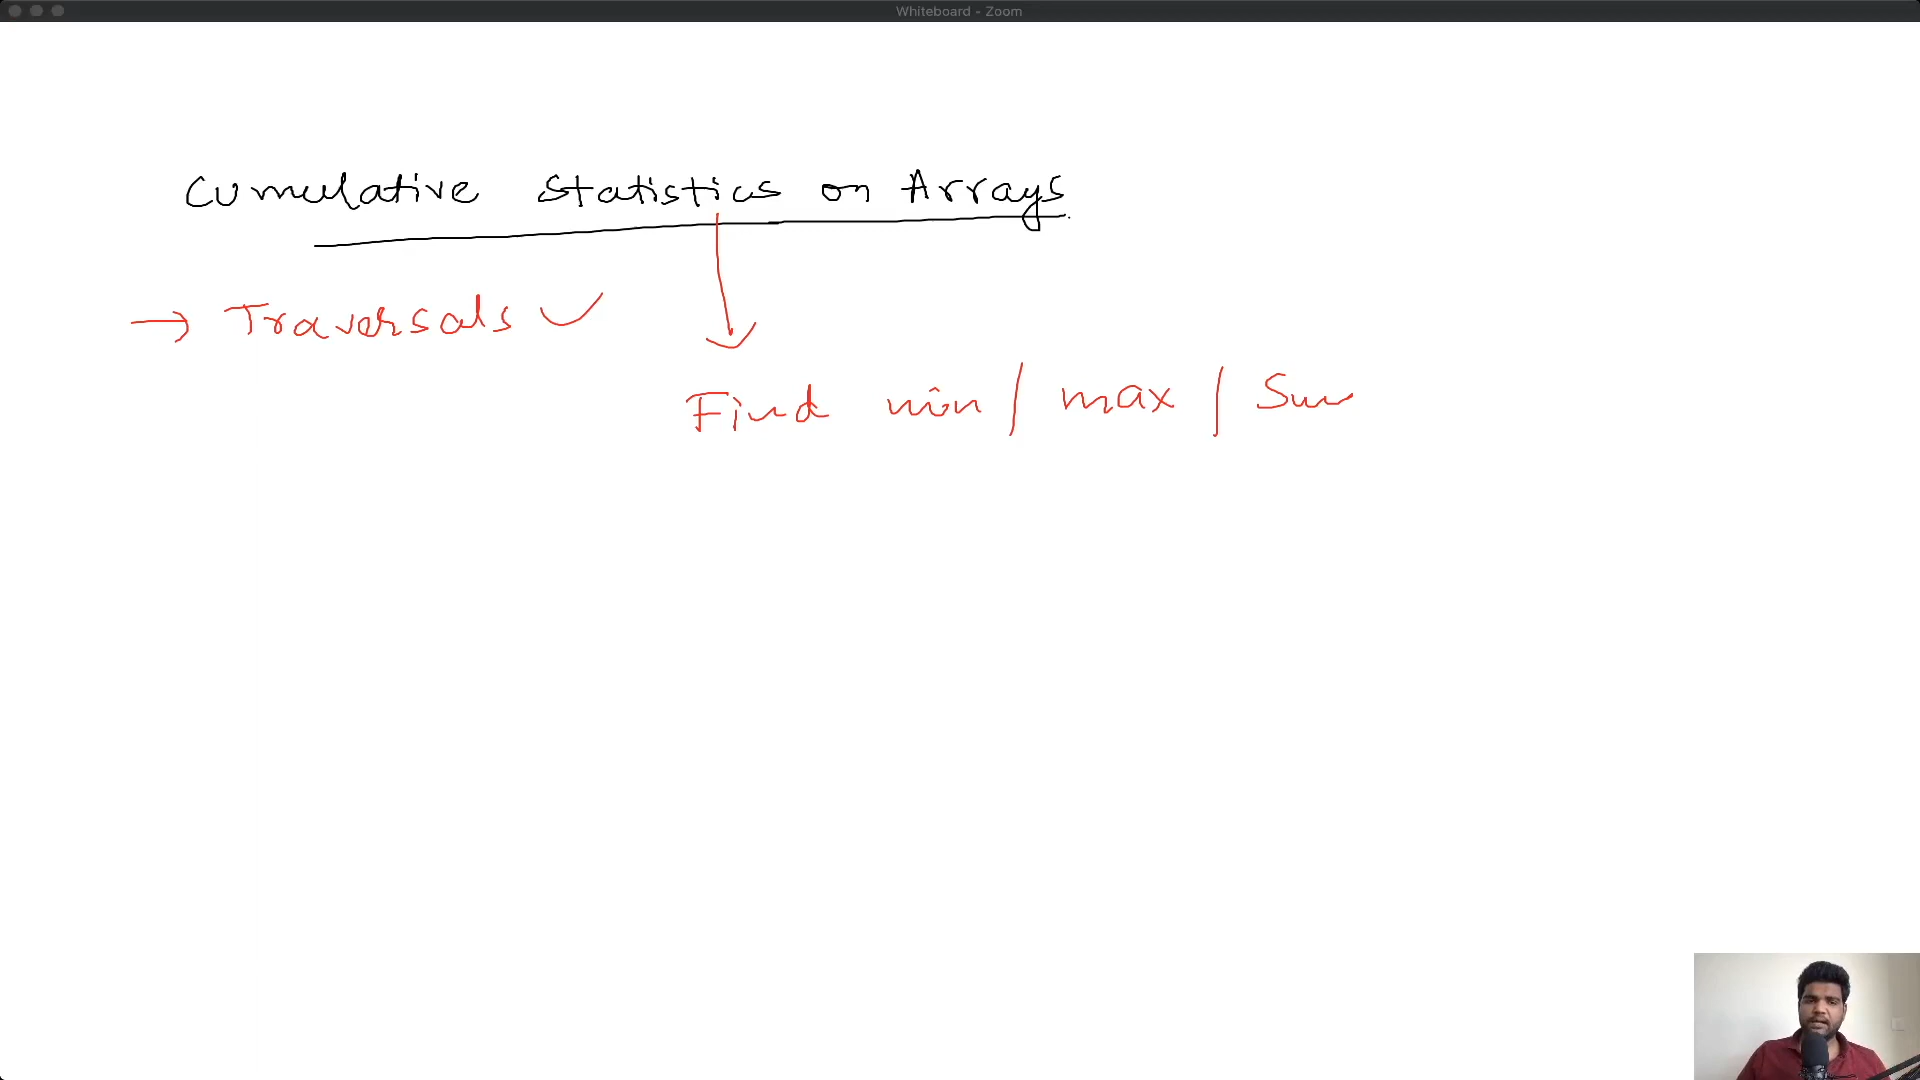 Whiteboard - Zoom
Cumulative Statistics on Arrays
→ Traversals ✓
Find min / max / Sum